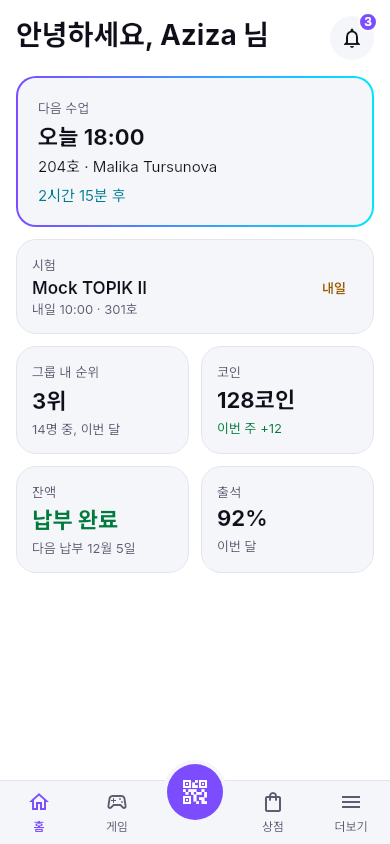 안녕하세요, Aziza 님
3
다음 수업
오늘 18:00
204호 · Malika Tursunova
2시간 15분 후
시험
Mock TOPIK II
내일
내일 10:00 · 301호
그룹 내 순위
3위
14명 중, 이번 달
코인
128코인
이번 주 +12
잔액
납부 완료
다음 납부 12월 5일
출석
92%
이번 달
홈
게임
상점
더보기